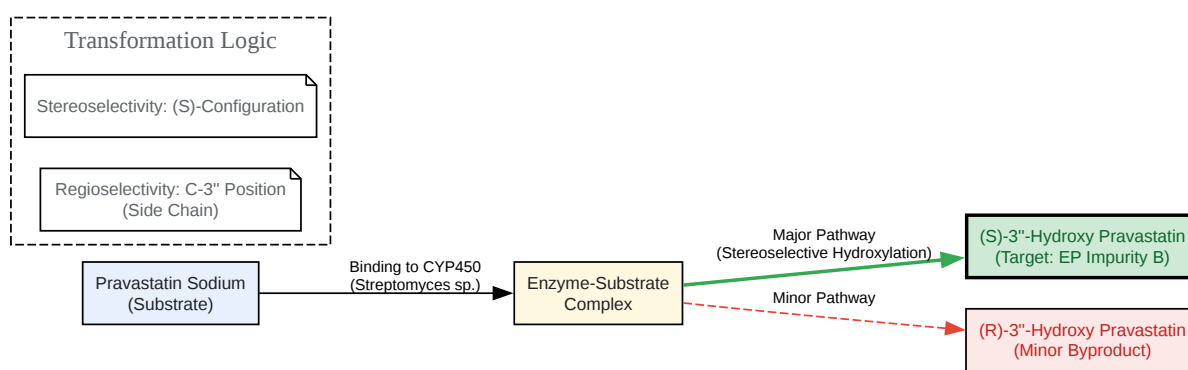 Transformation Logic
Stereoselectivity: (S)-Configuration
Regioselectivity: C-3" Position
(Side Chain)
Pravastatin Sodium
(Substrate)
Binding to CYP450
(Streptomyces sp.)
Enzyme-Substrate
Complex
Major Pathway
(Stereoselective Hydroxylation)
Minor Pathway
(S)-3"-Hydroxy Pravastatin
(Target: EP Impurity B)
(R)-3"-Hydroxy Pravastatin
(Minor Byproduct)